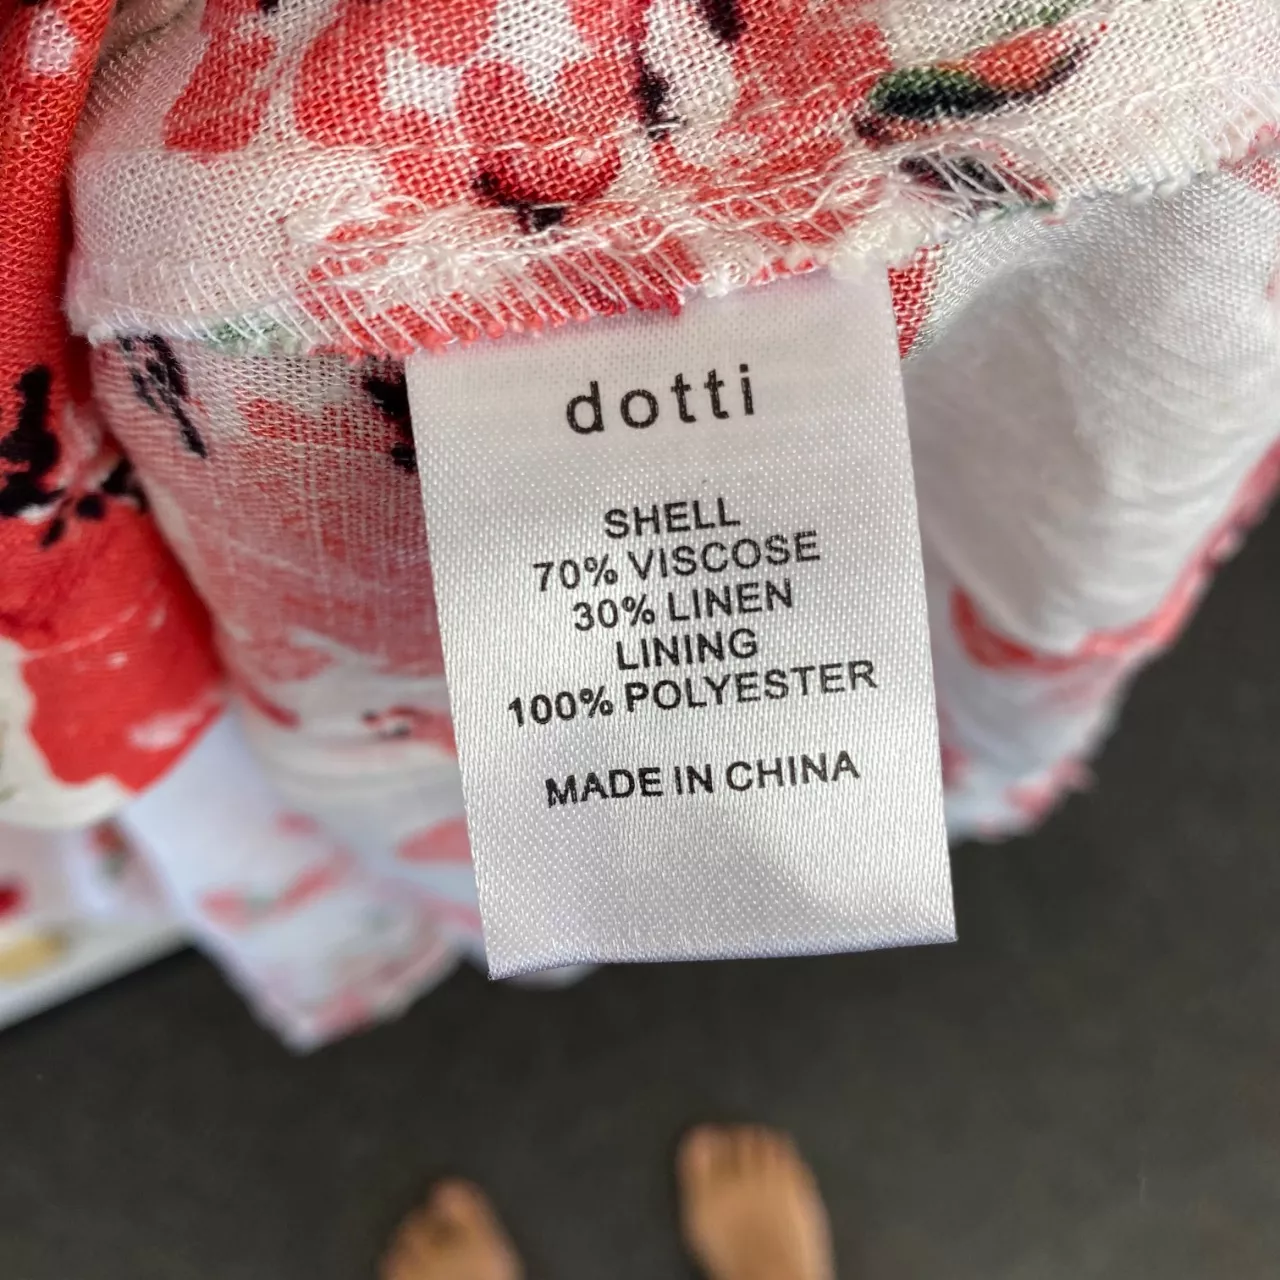 dotti
SHELL
70% VISCOSE
30% LINEN
LINING
100% POLYESTER
MADE IN CHINA